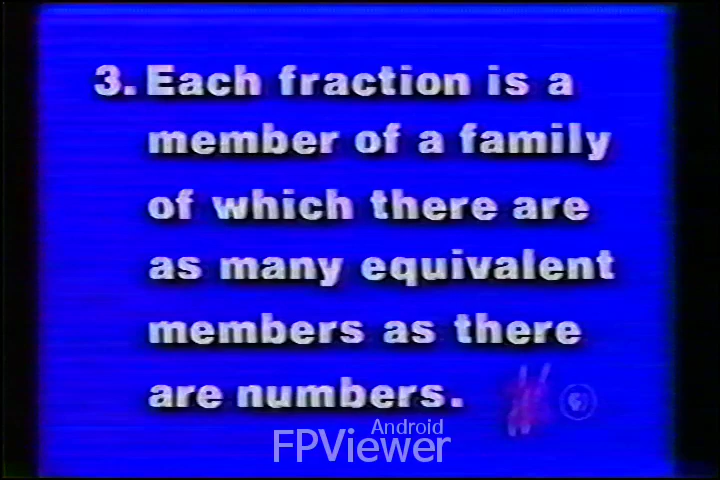 3. Each fraction is a
member of a family
of which there are
as many equivalent
members as there
are numbers.
Android
FPViewer